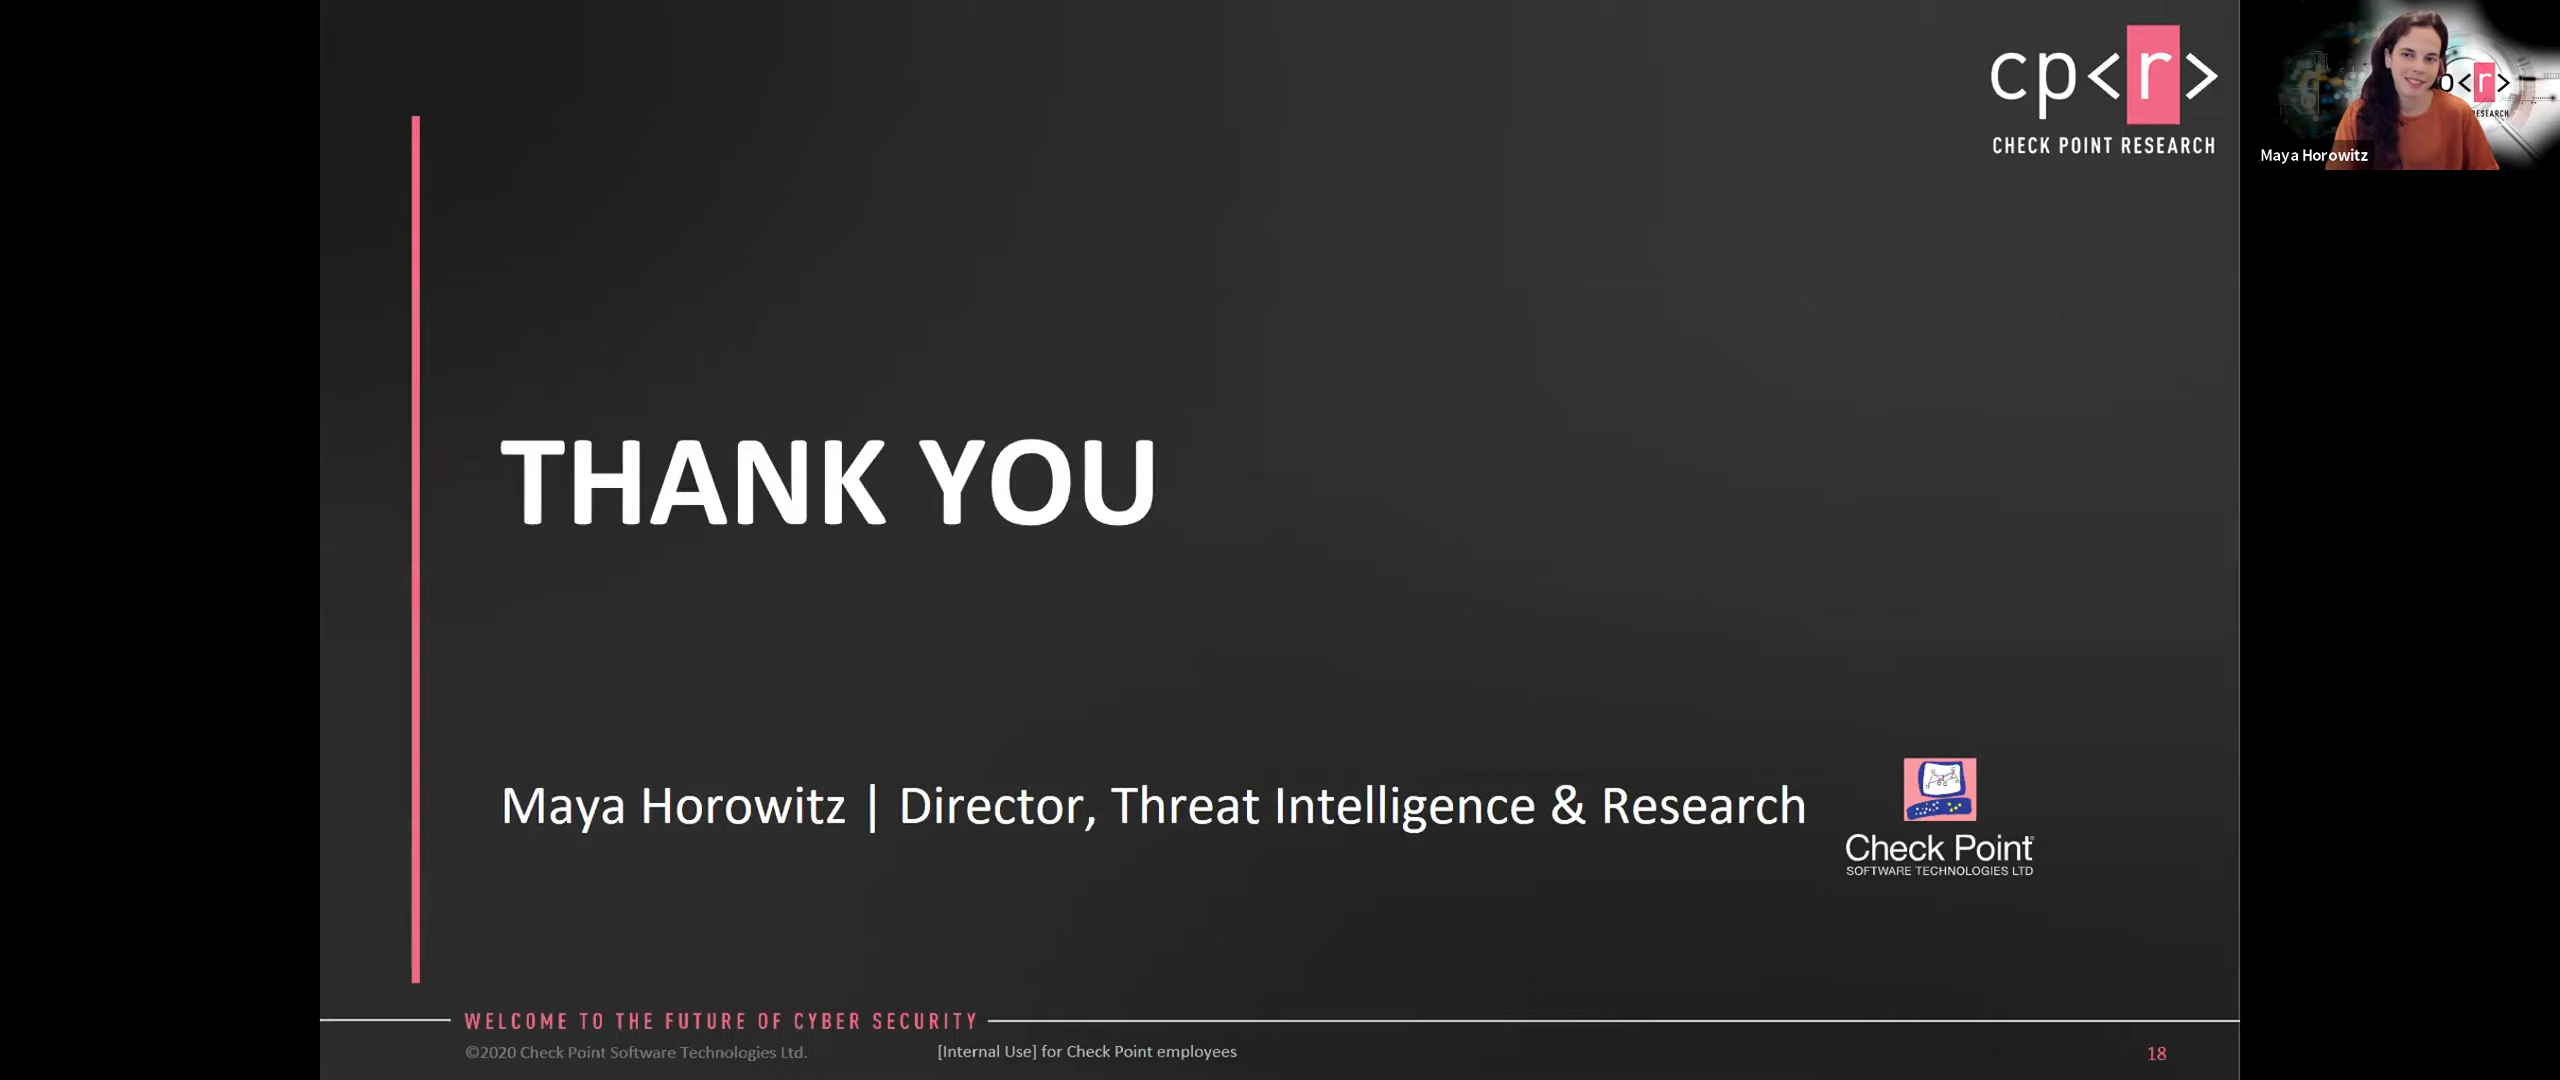 cp<r>
CHECK POINT RESEARCH
<r>
Maya Horowitz
THANK YOU
Maya Horowitz | Director, Threat Intelligence & Research
Check Point
SOFTWARE TECHNOLOGIES LTD
WELCOME TO THE FUTURE OF CYBER SECURITY
©2020 Check Point Software Technologies Ltd.
[Internal Use] for Check Point employees
18